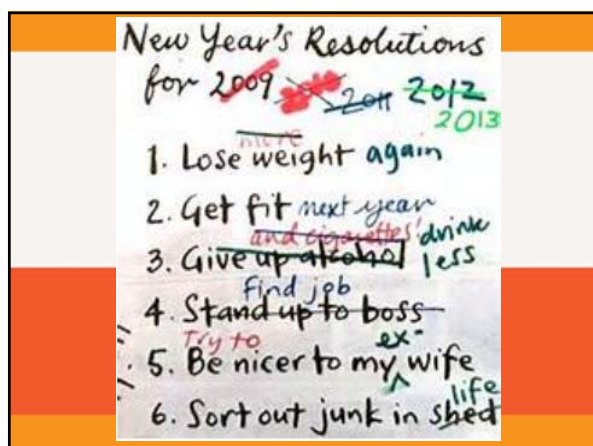 New Year's Resolutions
for 2009 2010 2011 2012
2013
more
1. Lose weight again
2. Get fit next year
and cigarettes! drink
3. Give up alcohol less
find job
4. Stand up to boss
Try to ex-
5. Be nicer to my wife
life
6. Sort out junk in shed